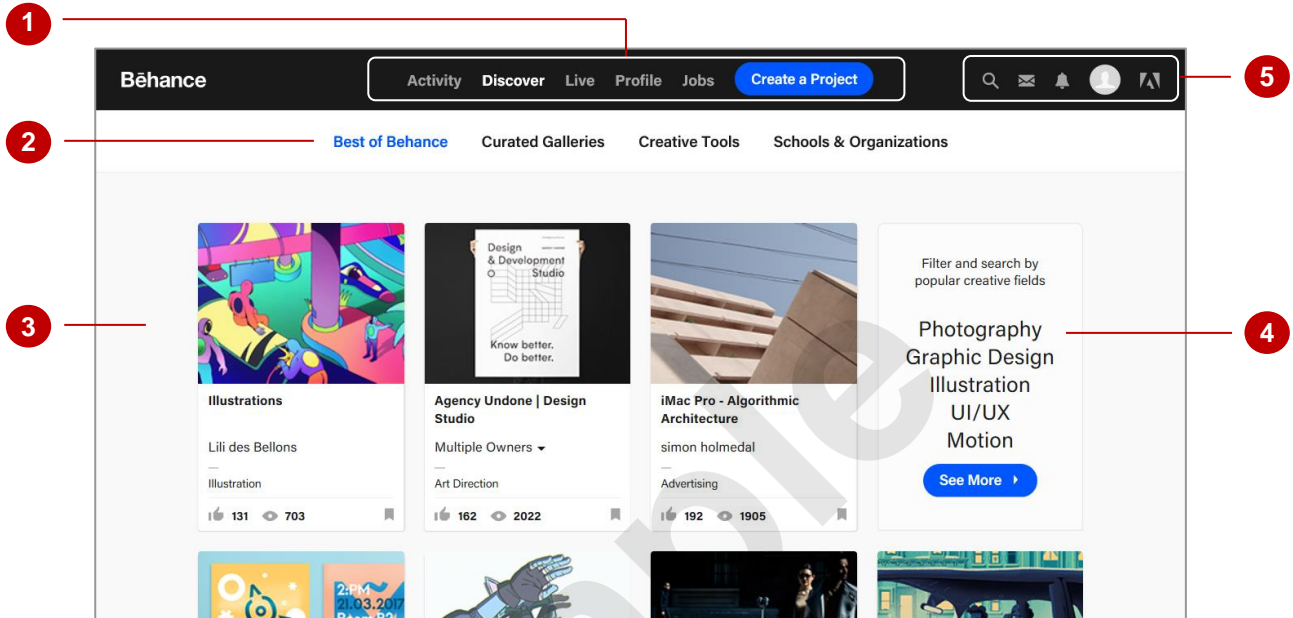 1
Bēhance
Activity Discover Live Profile Jobs Create a Project
5
2
Best of Behance Curated Galleries Creative Tools Schools & Organizations
3
Design
& Development
Studio
Know better.
Do better.
Filter and search by
popular creative fields
4
Photography
Graphic Design
Illustration
UI/UX
Motion
See More
Illustrations
Lili des Bellons
—
Illustration
131 703
Agency Undone | Design
Studio
Multiple Owners
—
Art Direction
162 2022
iMac Pro - Algorithmic
Architecture
simon holmedal
—
Advertising
192 1905
2:PM
21.03.2017